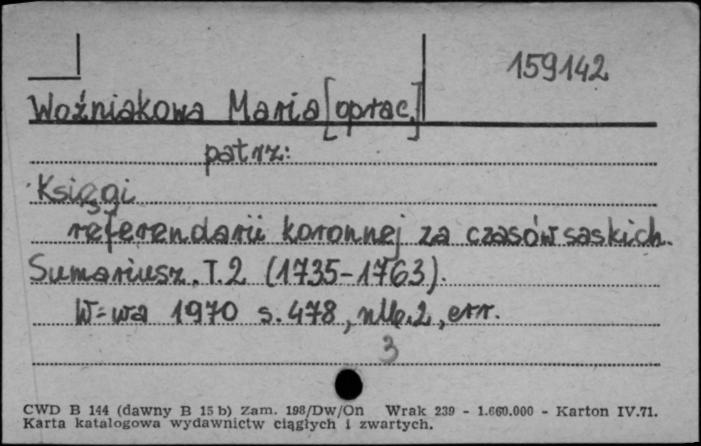 159142
Woźniakowa Maria [oprac.]
patrz:
Księgi
referendarii koronnej za czasów saskich.
Sumariusz. T.2 (1735-1763).
W-wa 1970 s. 478, nlb. 2, err.
3
CWD B 144 (dawny B 15 b) Zam. 198/Dw/On Wrak 239 - 1.660.000 - Karton IV.71.
Karta katalogowa wydawnictw ciągłych i zwartych.